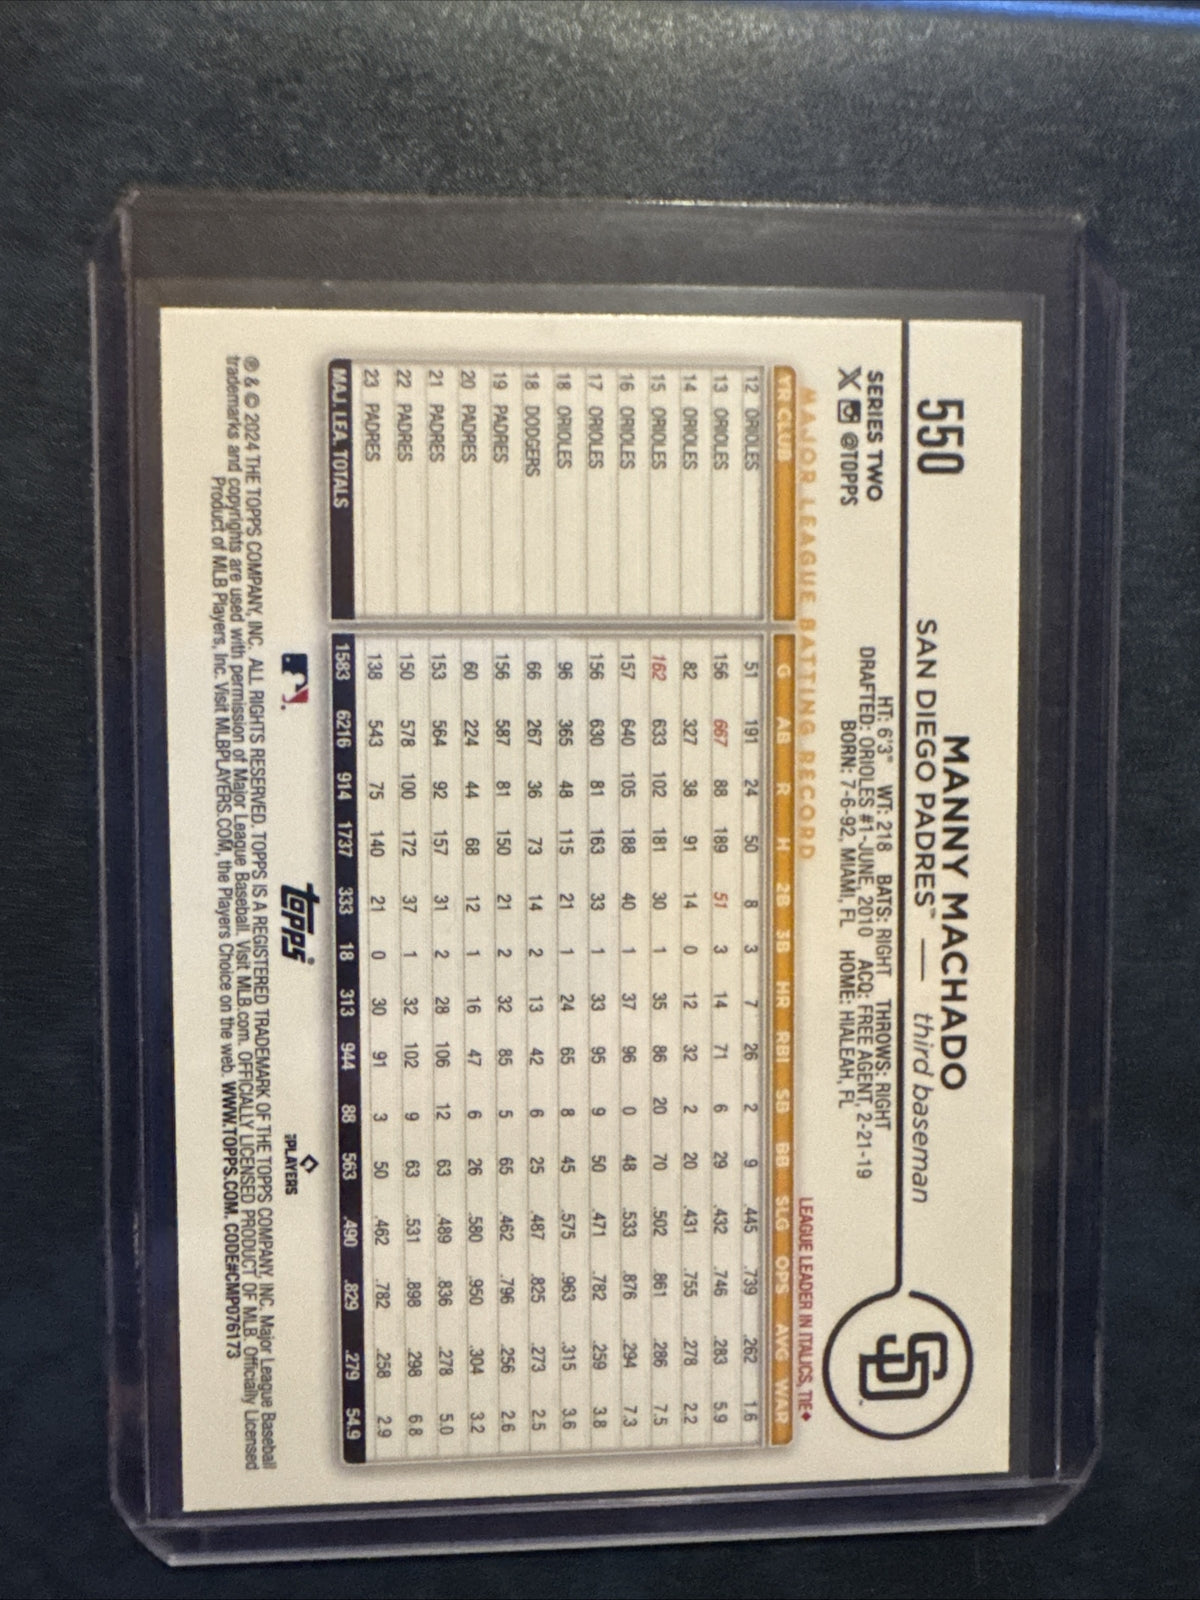 550
MANNY MACHADO
SAN DIEGO PADRES™ — third baseman
SD
SERIES TWO
X @TOPPS
HT: 6'3" WT: 218 BATS: RIGHT THROWS: RIGHT
DRAFTED: ORIOLES #1-JUNE, 2010 ACQ: FREE AGENT, 2-21-19
BORN: 7-6-92, MIAMI, FL HOME: HIALEAH, FL
MAJOR LEAGUE BATTING RECORD
LEAGUE LEADER IN ITALICS, TIE♦
YR CLUB G AB R H 2B 3B HR RBI SB BB SLG OPS AVG WAR
12 ORIOLES 51 191 24 50 8 3 7 26 2 9 .445 .739 .262 1.6
13 ORIOLES 156 667 88 189 51 3 14 71 6 29 .432 .746 .283 5.9
14 ORIOLES 82 327 38 91 14 0 12 32 2 20 .431 .755 .278 2.2
15 ORIOLES 162 633 102 181 30 1 35 86 20 70 .502 .861 .286 7.5
16 ORIOLES 157 640 105 188 40 1 37 96 0 48 .533 .876 .294 7.3
17 ORIOLES 156 630 81 163 33 1 33 95 9 50 .471 .782 .259 3.8
18 ORIOLES 96 365 48 115 21 1 24 65 8 45 .575 .963 .315 3.6
18 DODGERS 66 267 36 73 14 2 13 42 6 25 .487 .825 .273 2.5
19 PADRES 156 587 81 150 21 2 32 85 5 65 .462 .796 .256 2.6
20 PADRES 60 224 44 68 12 1 16 47 6 26 .580 .950 .304 3.2
21 PADRES 153 564 92 157 31 2 28 106 12 63 .489 .836 .278 5.0
22 PADRES 150 578 100 172 37 1 32 102 9 63 .531 .898 .298 6.8
23 PADRES 138 543 75 140 21 0 30 91 3 50 .462 .782 .258 2.9
MAJ. LEA. TOTALS 1583 6216 914 1737 333 18 313 944 88 563 .490 .829 .279 54.9
topps®
PLAYERS
℗ & © 2024 THE TOPPS COMPANY, INC. ALL RIGHTS RESERVED. TOPPS IS A REGISTERED TRADEMARK OF THE TOPPS COMPANY, INC. Major League Baseball
trademarks and copyrights are used with permission of Major League Baseball. Visit MLB.com. OFFICIALLY LICENSED PRODUCT OF MLB. Officially Licensed
Product of MLB Players, Inc. Visit MLBPLAYERS.COM, the Players Choice on the web. WWW.TOPPS.COM. CODE#CMP076173